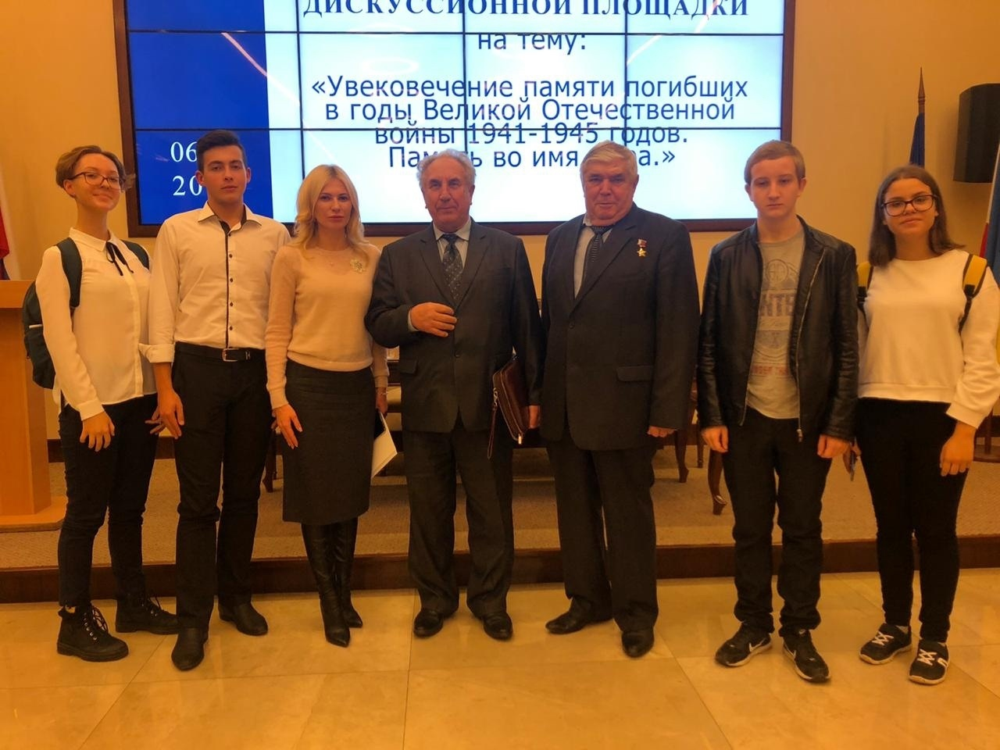 ДИСКУССИОННОЙ ПЛОЩАДКИ
на тему:
«Увековечение памяти погибших
в годы Великой Отечественной
войны 1941-1945 годов.
во имя
06
20